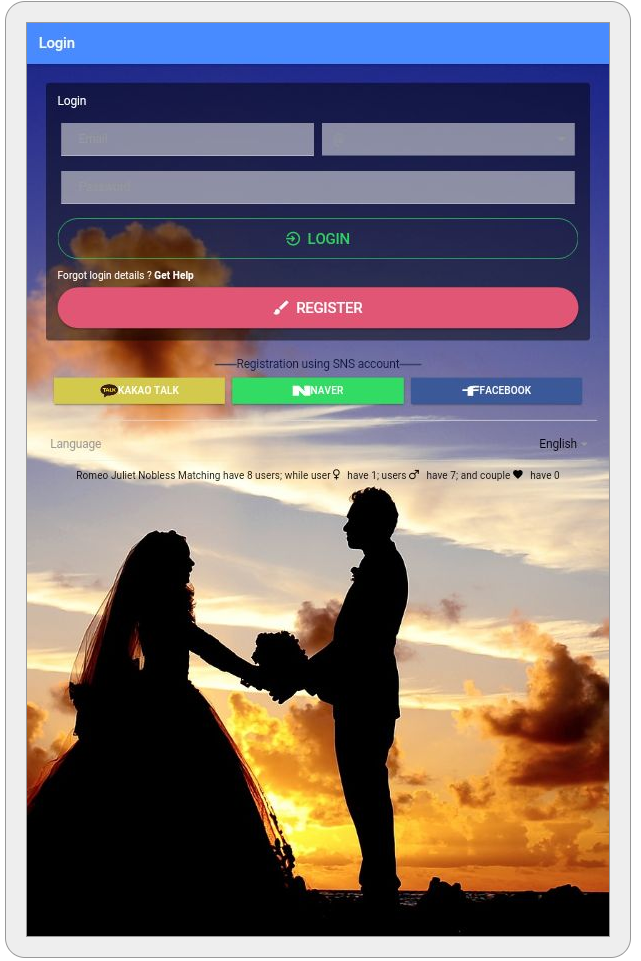 Login
Login
Email @
Password
LOGIN
Forgot login details ? Get Help
REGISTER
Registration using SNS account
TALK KAKAO TALK NAVER FACEBOOK
Language English
Romeo Juliet Nobless Matching have 8 users; while user♀ have 1; users♂ have 7; and couple♥ have 0